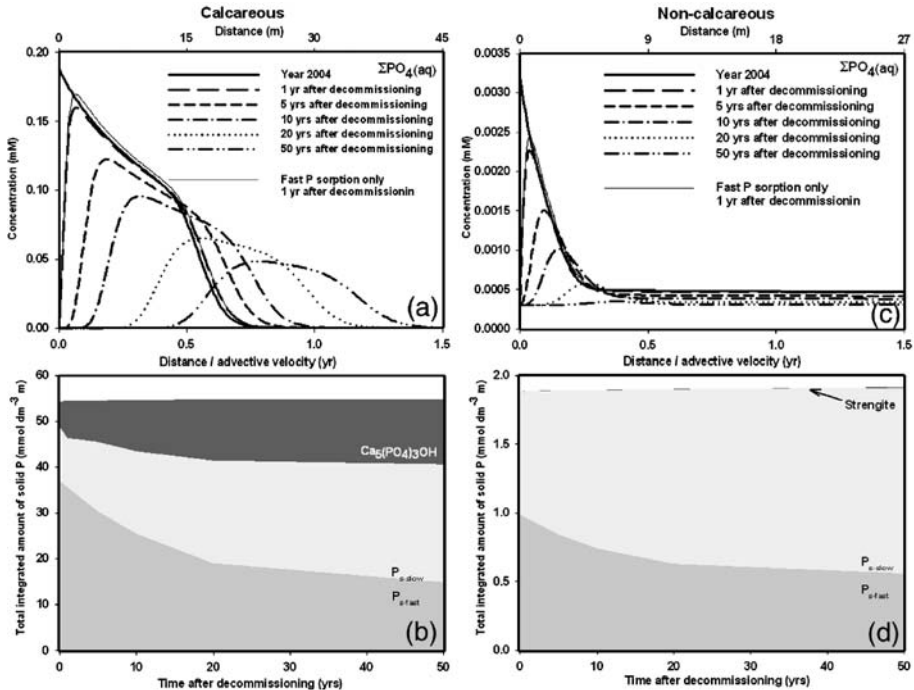 Calcareous
Distance (m)
0 15 30 45
(a)
ΣPO4(aq)
Year 2004
1 yr after decommissioning
5 yrs after decommissioning
10 yrs after decommissioning
20 yrs after decommissioning
50 yrs after decommissioning
Fast P sorption only
1 yr after decommissionin
Concentration (mM)
0.20
0.15
0.10
0.05
0.00
0.0 0.5 1.0 1.5
Distance / advective velocity (yr)
Non-calcareous
Distance (m)
0 9 18 27
(c)
ΣPO4(aq)
Year 2004
1 yr after decommissioning
5 yrs after decommissioning
10 yrs after decommissioning
20 yrs after decommissioning
50 yrs after decommissioning
Fast P sorption only
1 yr after decommissionin
Concentration (mM)
0.0035
0.0030
0.0025
0.0020
0.0015
0.0010
0.0005
0.0000
0.0 0.5 1.0 1.5
Distance / advective velocity (yr)
Total integrated amount of solid P (mmol dm-3 m)
60
50
40
30
20
10
0
Ca5(PO4)3OH
Ps-slow
Ps-fast
(b)
0 10 20 30 40 50
Time after decommissioning (yrs)
Total integrated amount of solid P (mmol dm-3 m)
2.0
1.5
1.0
0.5
0.0
Strengite
Ps-slow
Ps-fast
(d)
0 10 20 30 40 50
Time after decommissioning (yrs)